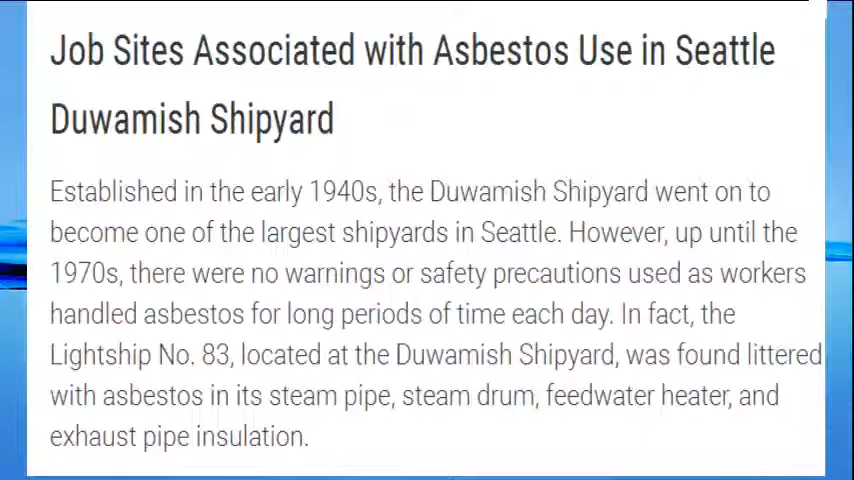 Job Sites Associated with Asbestos Use in Seattle
Duwamish Shipyard
Established in the early 1940s, the Duwamish Shipyard went on to
become one of the largest shipyards in Seattle. However, up until the
1970s, there were no warnings or safety precautions used as workers
handled asbestos for long periods of time each day. In fact, the
Lightship No. 83, located at the Duwamish Shipyard, was found littered
with asbestos in its steam pipe, steam drum, feedwater heater, and
exhaust pipe insulation.